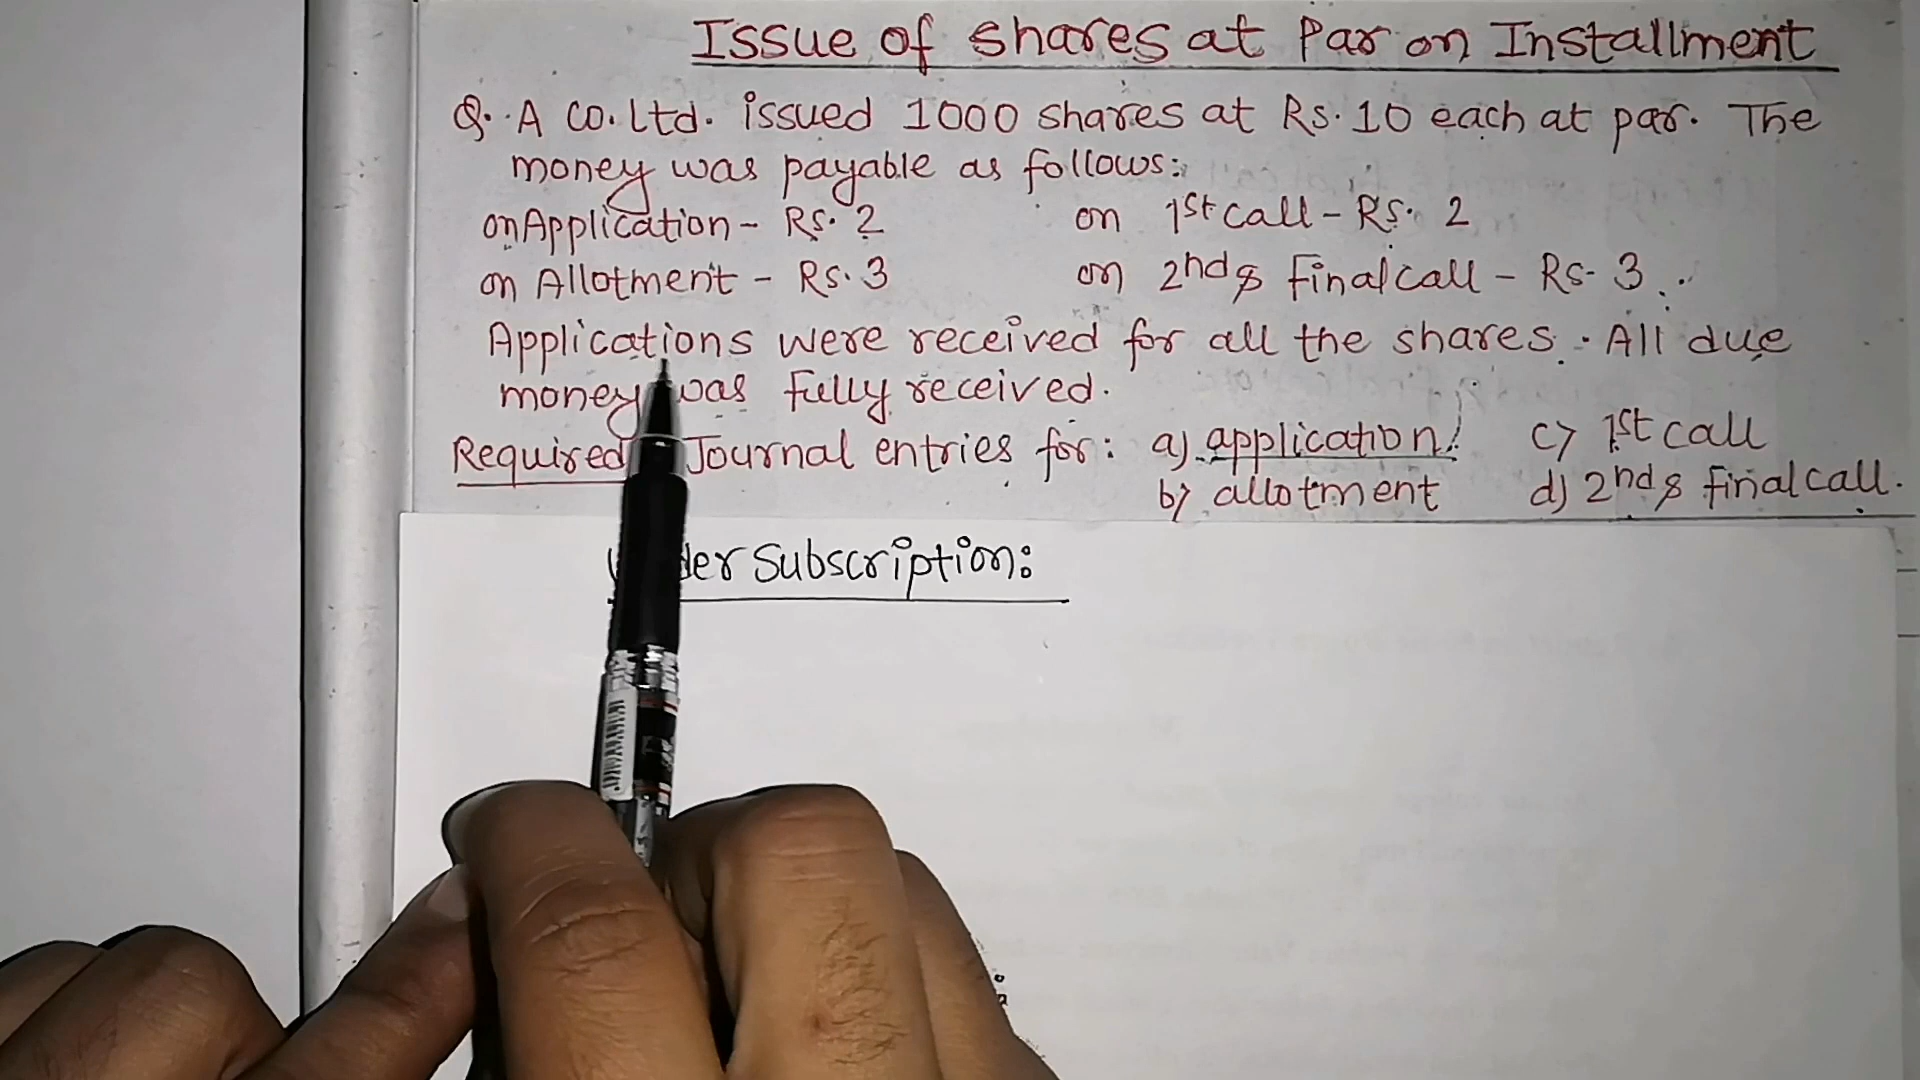 Issue of shares at Par on Installment
Q. A Co. Ltd. issued 1000 shares at Rs. 10 each at par. The
money was payable as follows:
on Application - Rs. 2 on 1st call - Rs. 2
on Allotment - Rs. 3 on 2nd & Final call - Rs. 3
Applications were received for all the shares. All due
money was fully received.
Required Journal entries for: a) application c) 1st call
b) allotment d) 2nd & Final call.
Subscription: